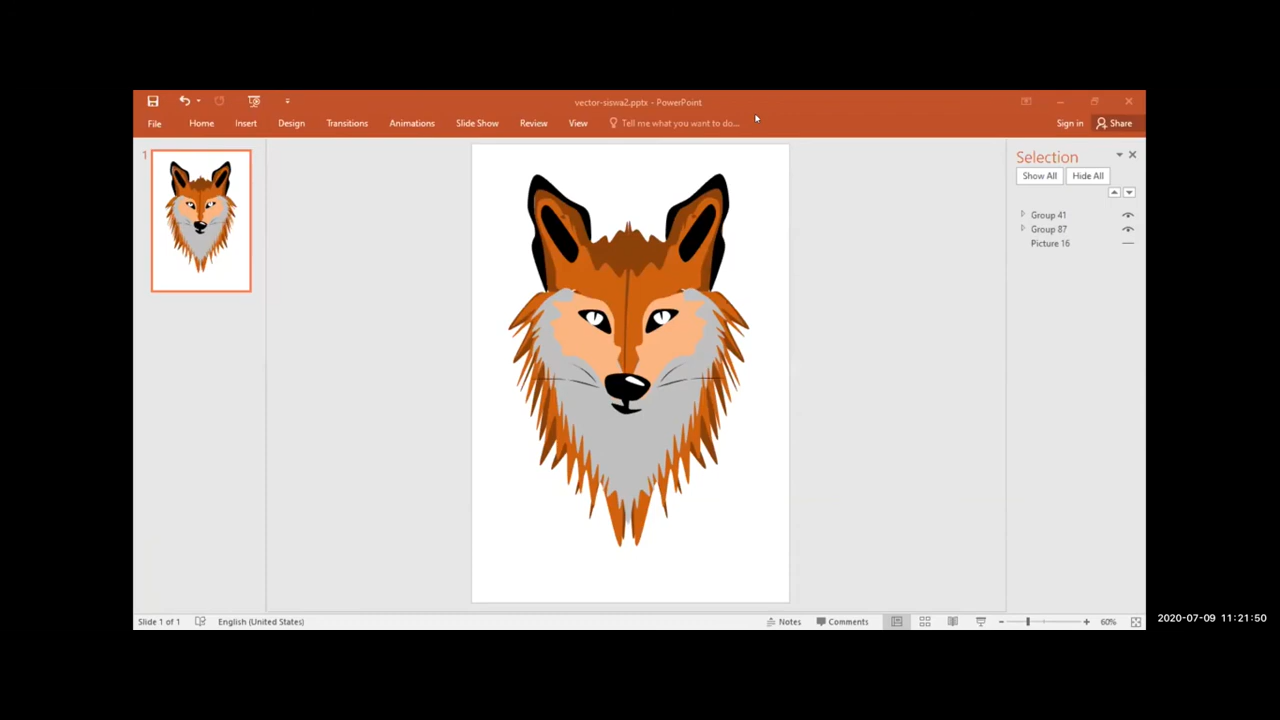 vector-siswa2.pptx - PowerPoint
File Home Insert Design Transitions Animations Slide Show Review View Tell me what you want to do... Sign in Share
1
Selection
Show All Hide All
Group 41
Group 87
Picture 16
Slide 1 of 1 English (United States) Notes Comments 60%
2020-07-09 11:21:50